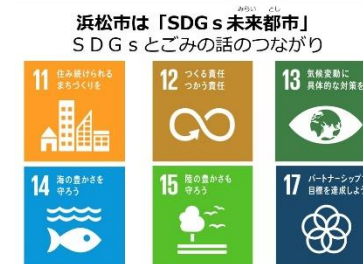 みらい とし
浜松市は「SDGs未来都市」
SDGsとごみの話のつながり
11 住み続けられる
まちづくりを
12 つくる責任
つかう責任
13 気候変動に
具体的な対策を
14 海の豊かさを
守ろう
15 陸の豊かさも
守ろう
17 パートナーシップで
目標を達成しよう